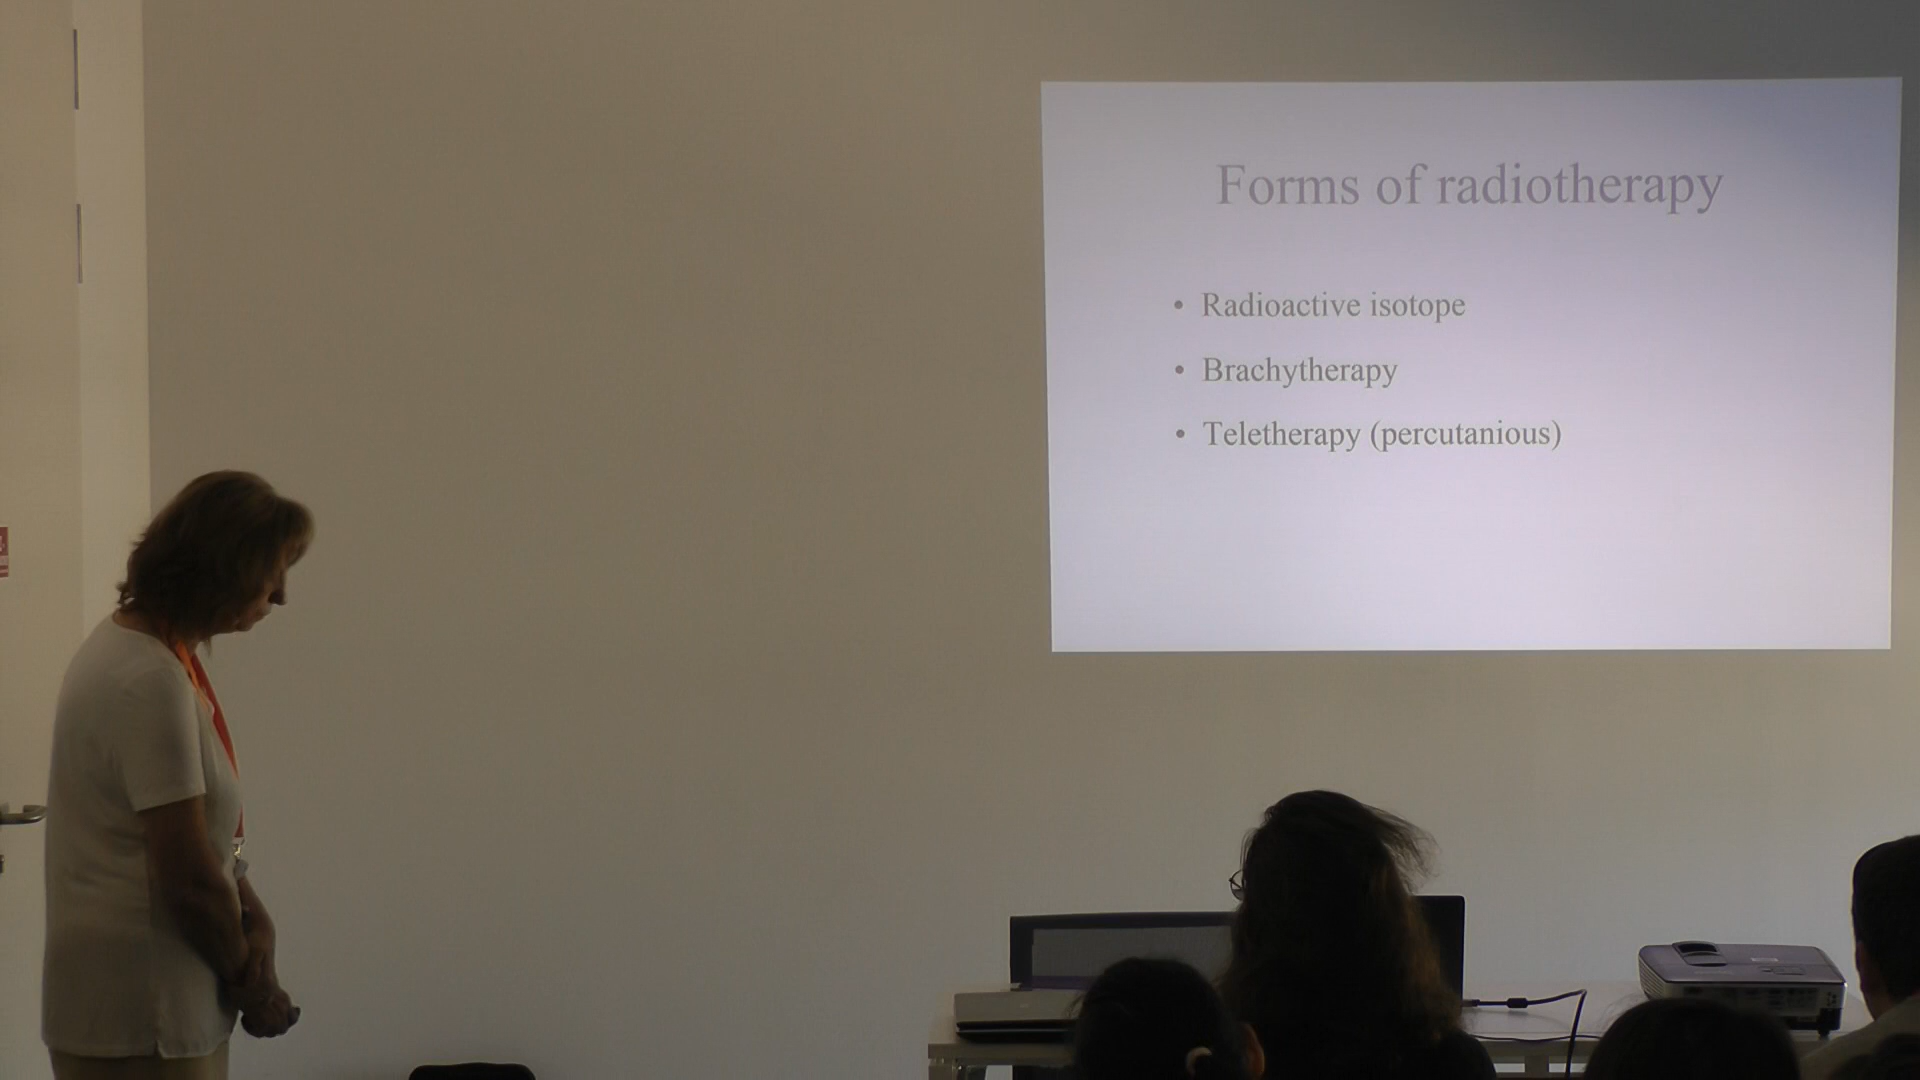 Forms of radiotherapy
• Radioactive isotope
• Brachytherapy
• Teletherapy (percutanious)